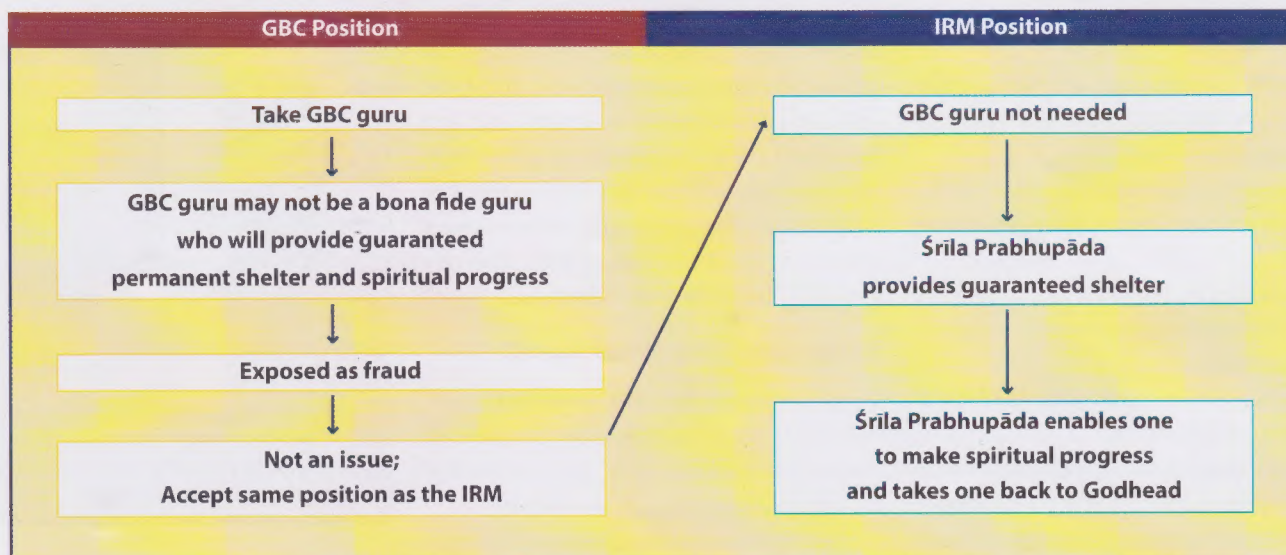 GBC Position
Take GBC guru
GBC guru may not be a bona fide guru
who will provide guaranteed
permanent shelter and spiritual progress
Exposed as fraud
Not an issue;
Accept same position as the IRM
IRM Position
GBC guru not needed
Śrīla Prabhupāda
provides guaranteed shelter
Śrīla Prabhupāda enables one
to make spiritual progress
and takes one back to Godhead